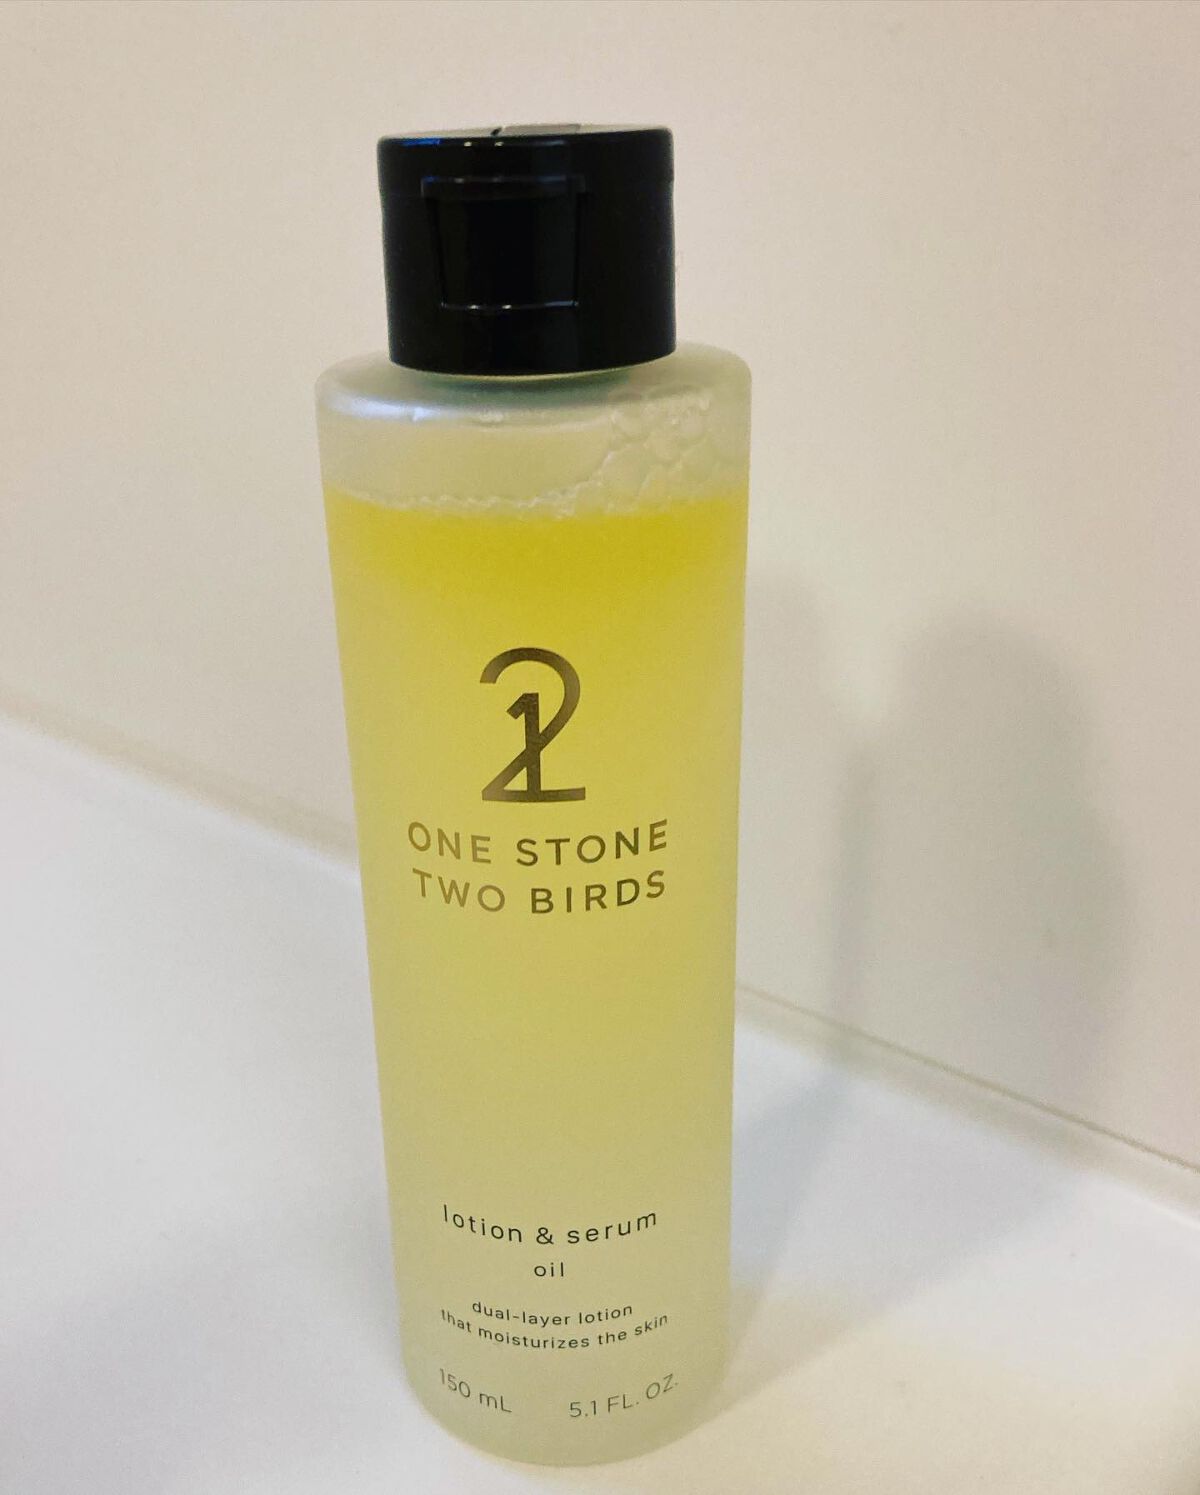 21
ONE STONE
TWO BIRDS
lotion & serum
oil
dual-layer lotion
that moisturizes the skin
150 mL 5.1 FL. OZ.